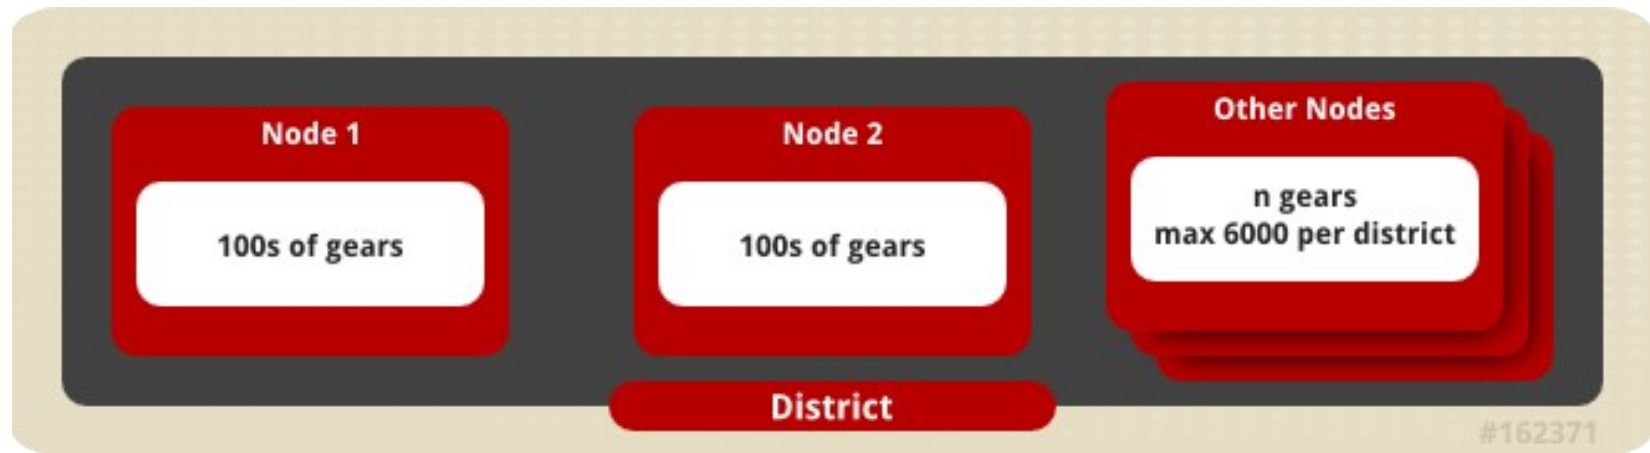 Node 1
100s of gears
Node 2
100s of gears
Other Nodes
n gears
max 6000 per district
District
#162371